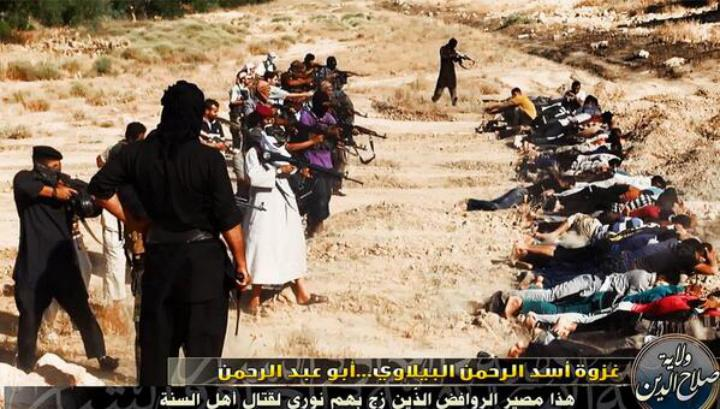 غزوة أسد الرحمن البيلاوي...أبو عبد الرحمن
هذا مصير الروافض الذين زج بهم نوري لقتال أهل السنة
ولاية
صلاح الدين